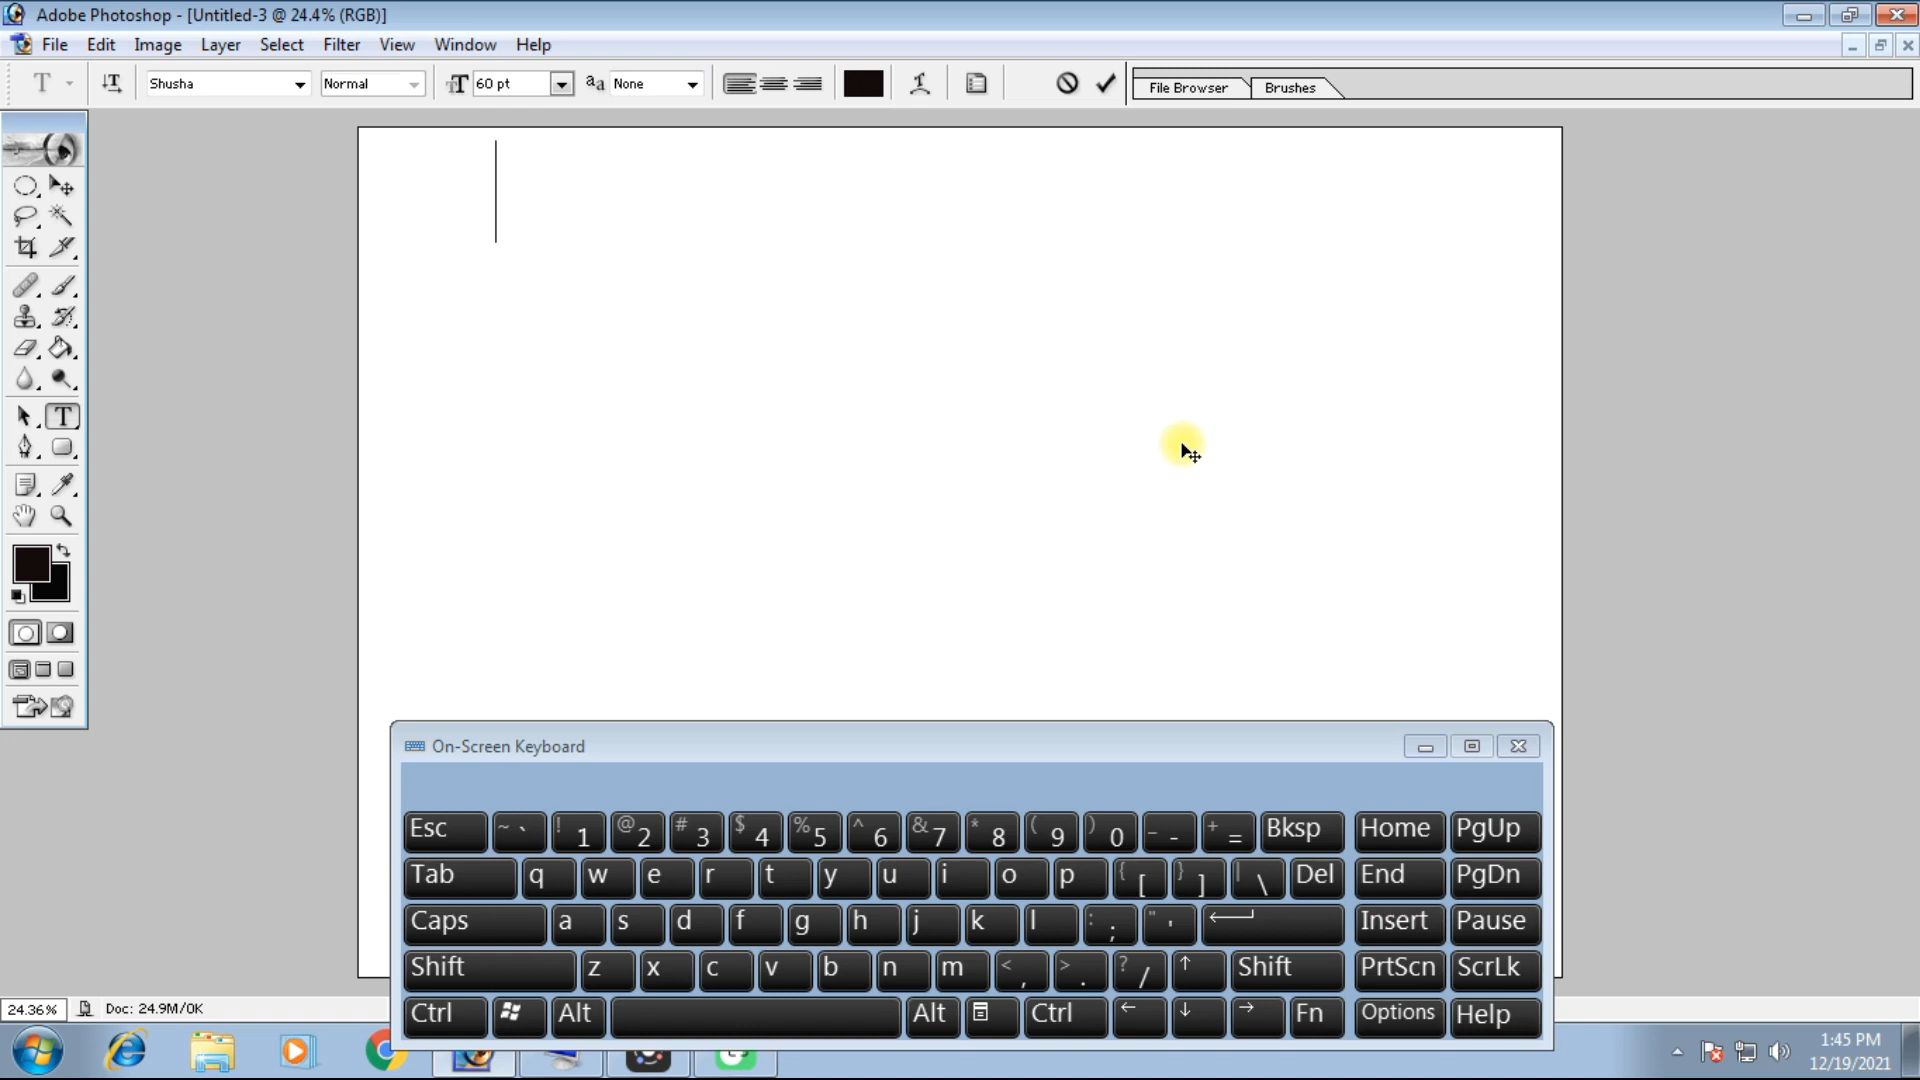 Adobe Photoshop - [Untitled-3 @ 24.4% (RGB)]
File Edit Image Layer Select Filter View Window Help
T Shusha Normal T 60 pt aa None File Browser Brushes
T
On-Screen Keyboard
Esc ~ ` ! 1 @ 2 # 3 $ 4 % 5 ^ 6 & 7 * 8 ( 9 ) 0 _ - + = Bksp Home PgUp
Tab q w e r t y u i o p { [ } ] | \ Del End PgDn
Caps a s d f g h j k l : ; " ' Insert Pause
Shift z x c v b n m < , > . ? / ↑ Shift PrtScn ScrLk
Ctrl Alt Alt Ctrl ← ↓ → Fn Options Help
24.36% Doc: 24.9M/0K
1:45 PM
12/19/2021